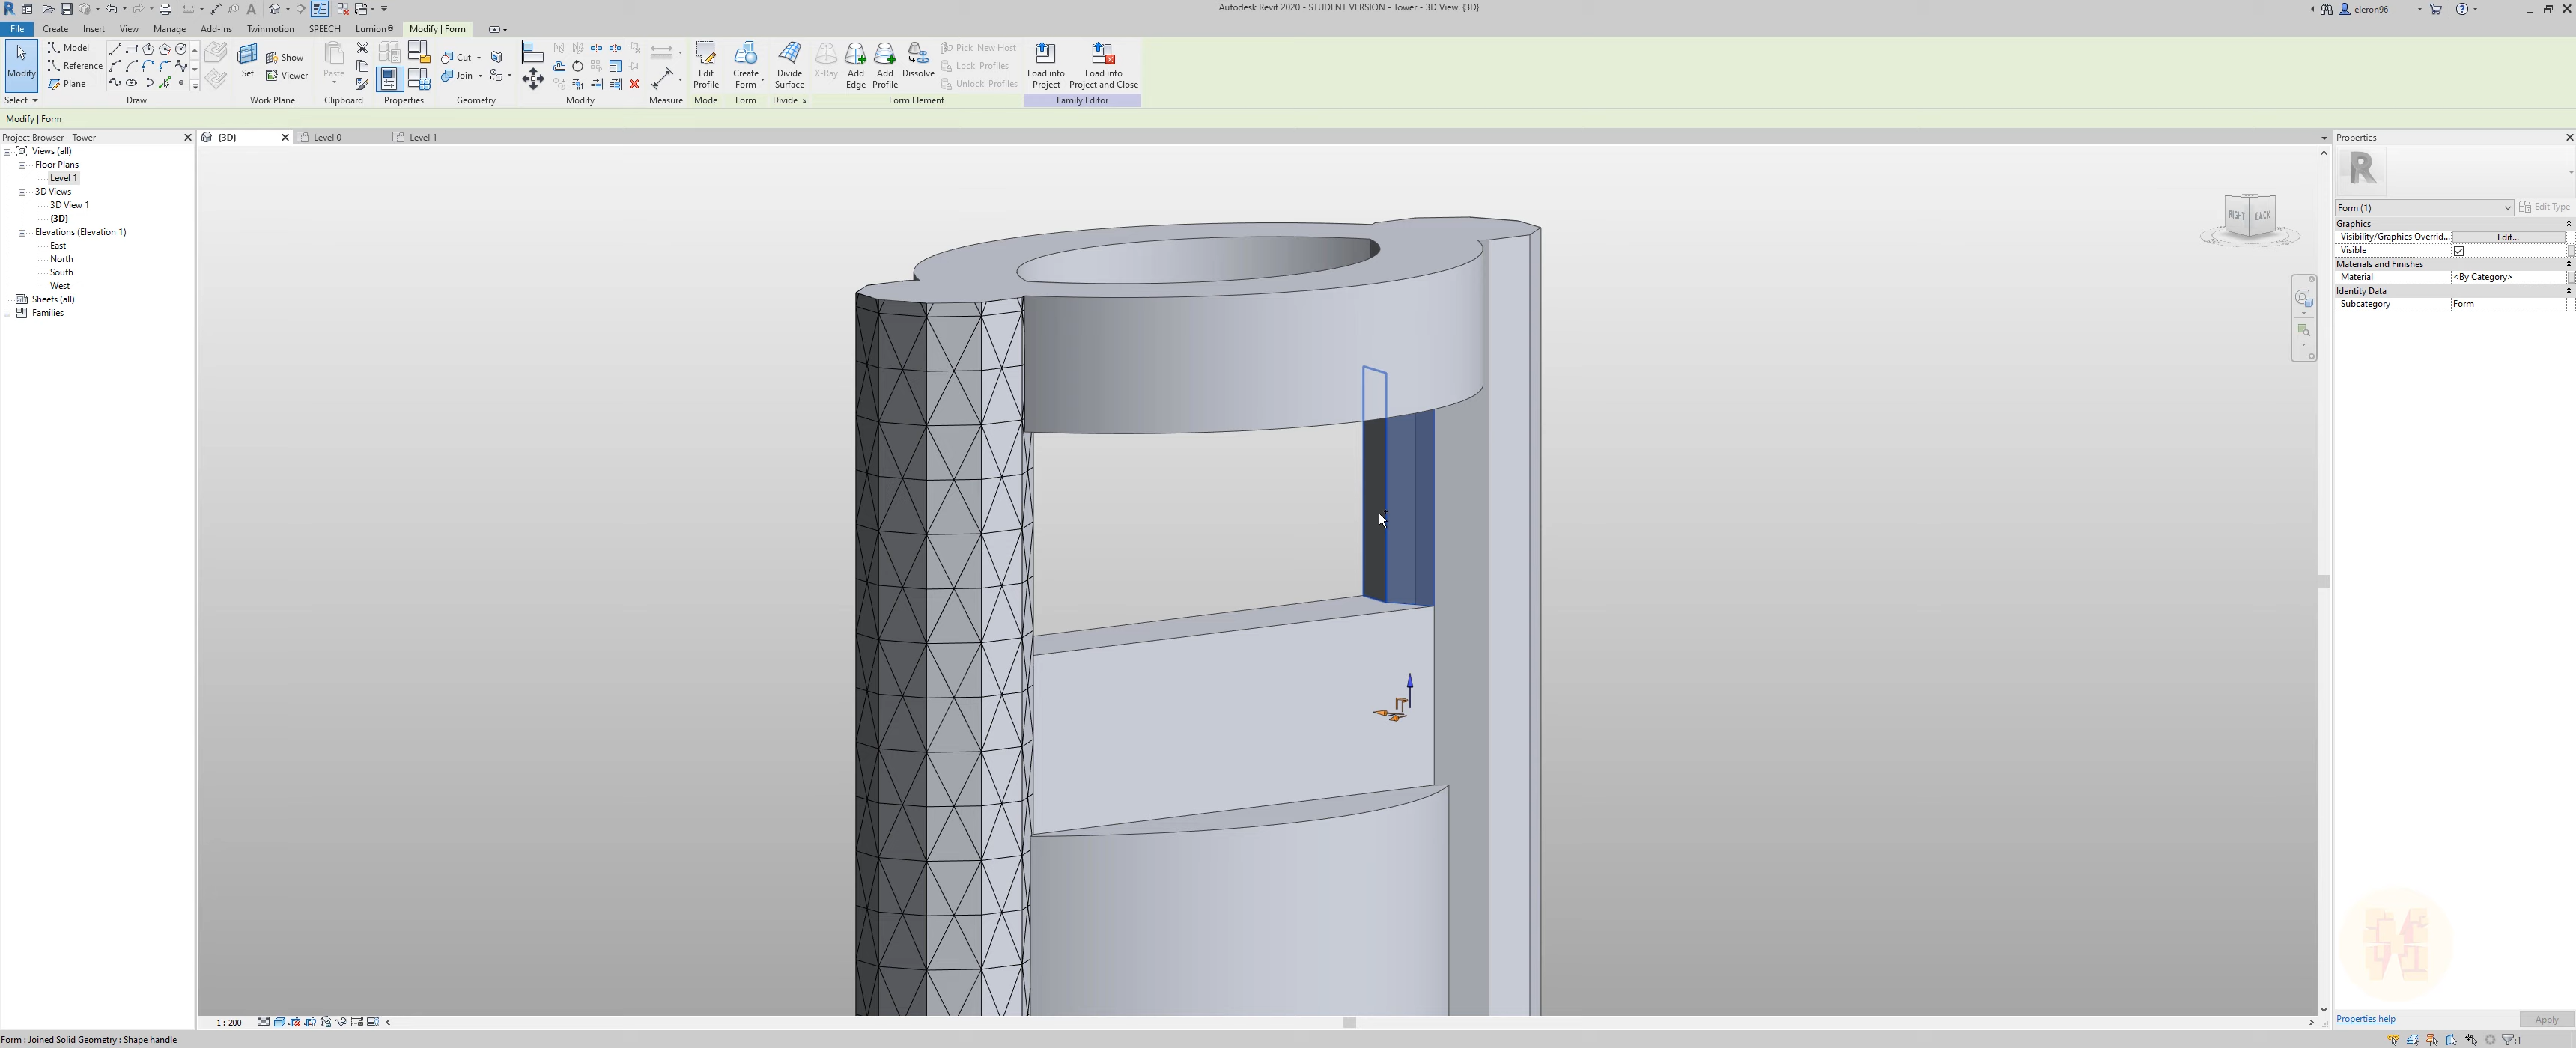 Autodesk Revit 2020 - STUDENT VERSION - Tower - 3D View: {3D}
eleron96
File Create Insert View Manage Add-Ins Twinmotion SPEECH Lumion® Modify | Form
Modify
Model
Reference
Plane
Set
Show
Viewer
Paste
Cut
Join
Edit Profile
Create Form
Divide Surface
X-Ray
Add Edge
Add Profile
Dissolve
Pick New Host
Lock Profiles
Unlock Profiles
Load into Project
Load into Project and Close
Select Draw Work Plane Clipboard Properties Geometry Modify Measure Mode Form Divide Form Element Family Editor
Modify | Form
Project Browser - Tower
{3D}
Level 0
Level 1
Views (all)
Floor Plans
Level 1
3D Views
3D View 1
{3D}
Elevations (Elevation 1)
East
North
South
West
Sheets (all)
Families
RIGHT
BACK
Properties
R
Form (1)
Edit Type
Graphics
Visibility/Graphics Overrid... Edit...
Visible
Materials and Finishes
Material <By Category>
Identity Data
Subcategory Form
1 : 200
Properties help
Apply
Form : Joined Solid Geometry : Shape handle
:1